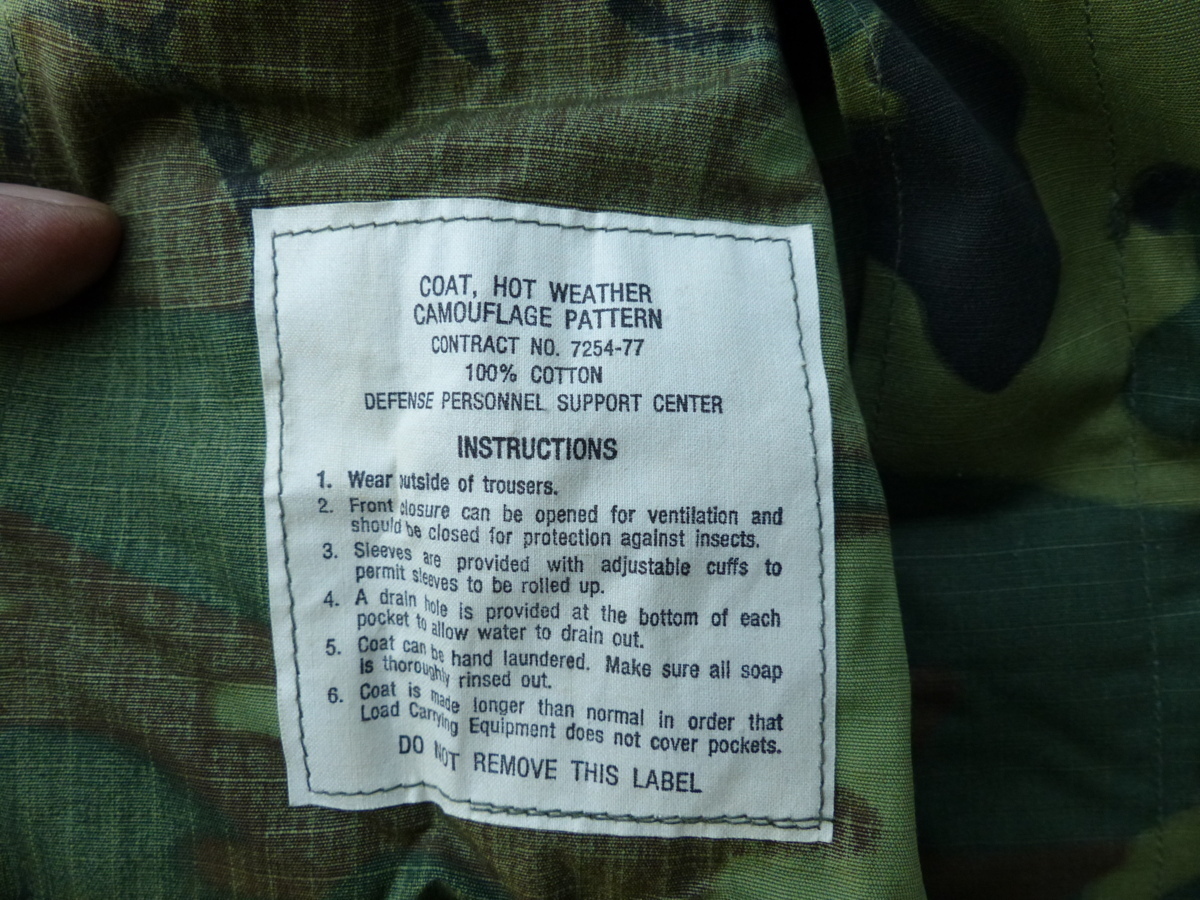 COAT, HOT WEATHER
CAMOUFLAGE PATTERN
CONTRACT NO. 7254-77
100% COTTON
DEFENSE PERSONNEL SUPPORT CENTER
INSTRUCTIONS
1. Wear outside of trousers.
2. Front closure can be opened for ventilation and
should be closed for protection against insects.
3. Sleeves are provided with adjustable cuffs to
permit sleeves to be rolled up.
4. A drain hole is provided at the bottom of each
pocket to allow water to drain out.
5. Coat can be hand laundered. Make sure all soap
is thoroughly rinsed out.
6. Coat is made longer than normal in order that
Load Carrying Equipment does not cover pockets.
DO NOT REMOVE THIS LABEL